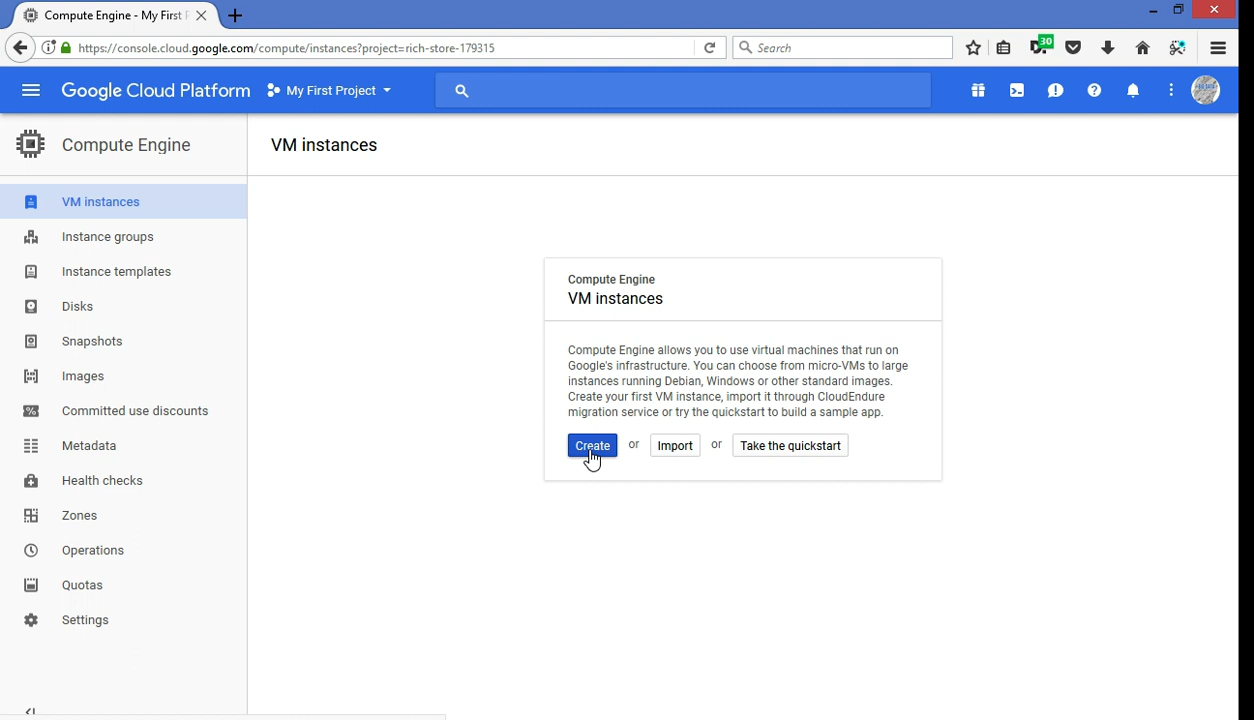 Compute Engine - My First P
https://console.cloud.google.com/compute/instances?project=rich-store-179315
Search
30
Google Cloud Platform
My First Project
Compute Engine
VM instances
VM instances
Instance groups
Instance templates
Disks
Snapshots
Images
Committed use discounts
Metadata
Health checks
Zones
Operations
Quotas
Settings
Compute Engine
VM instances
Compute Engine allows you to use virtual machines that run on
Google's infrastructure. You can choose from micro-VMs to large
instances running Debian, Windows or other standard images.
Create your first VM instance, import it through CloudEndure
migration service or try the quickstart to build a sample app.
Create or Import or Take the quickstart